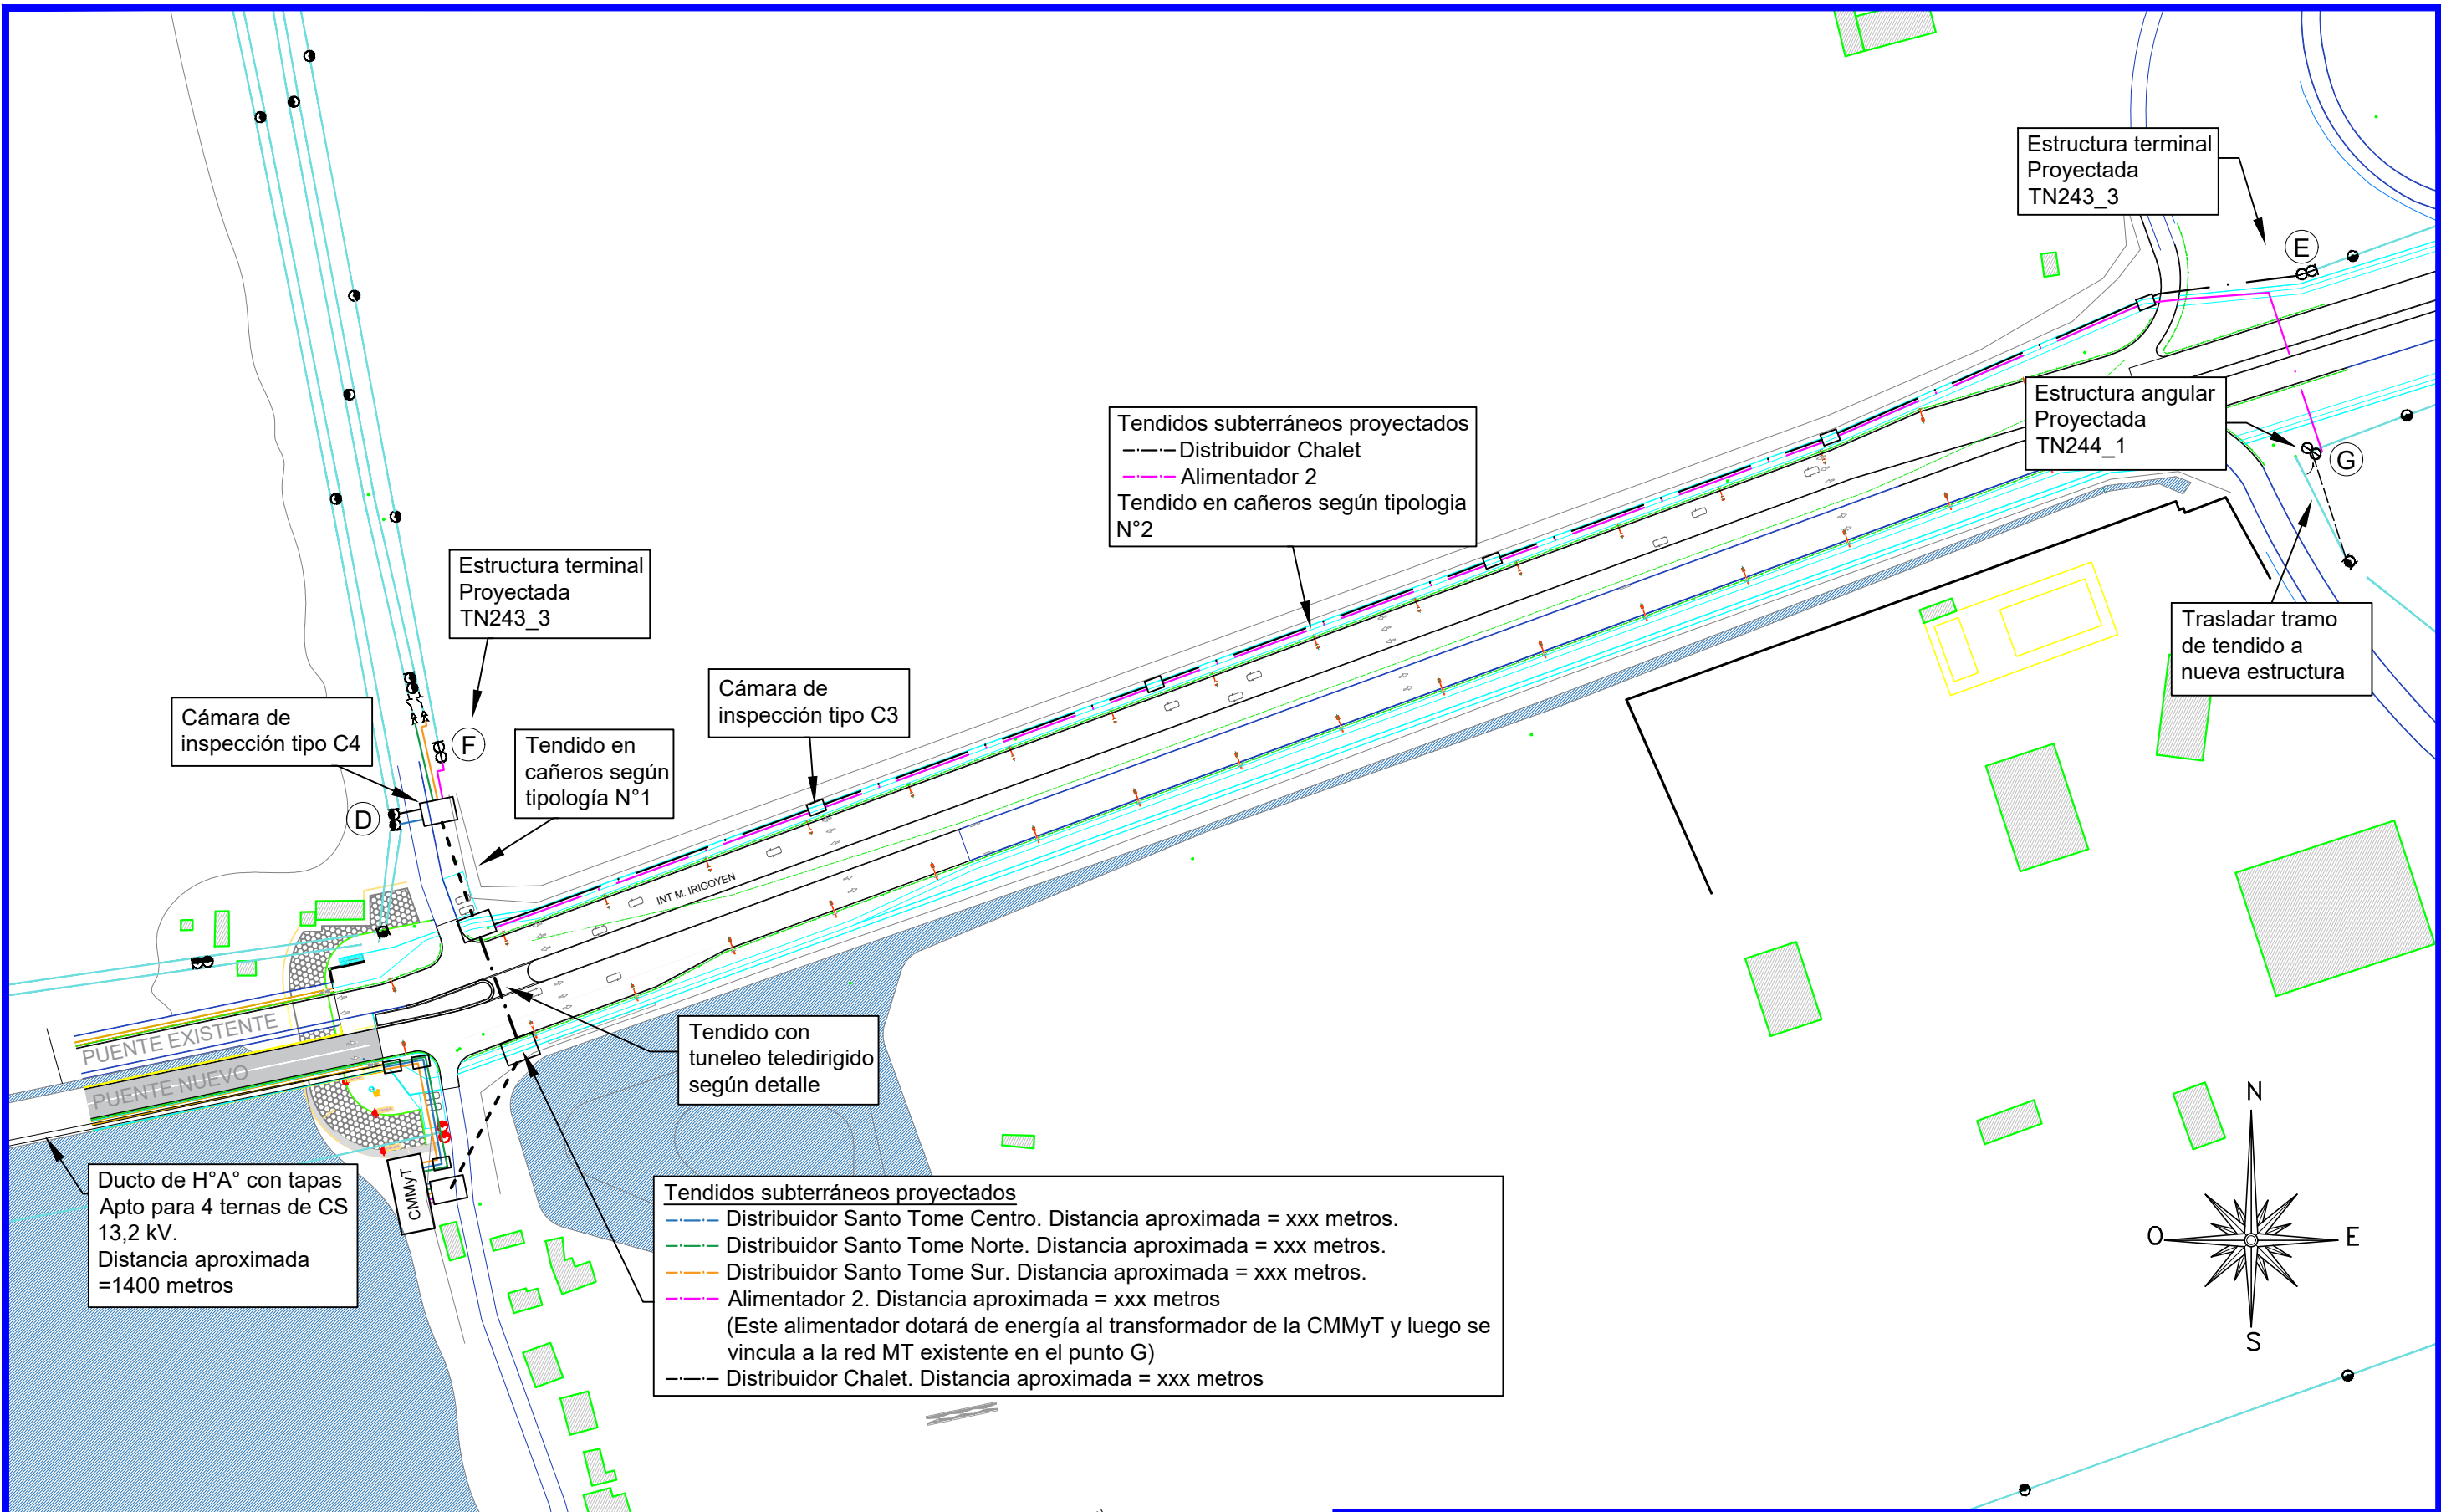 Estructura terminal
Proyectada
TN243_3
E
Estructura angular
Proyectada
TN244_1
G
Tendidos subterráneos proyectados
Distribuidor Chalet
Alimentador 2
Tendido en cañeros según tipologia
N°2
Estructura terminal
Proyectada
TN243_3
Trasladar tramo
de tendido a
nueva estructura
Cámara de
inspección tipo C3
Cámara de
inspección tipo C4
F
Tendido en
cañeros según
tipología N°1
D
INT M. IRIGOYEN
PUENTE EXISTENTE
PUENTE NUEVO
Tendido con
tuneleo teledirigido
según detalle
CMMyT
Ducto de H°A° con tapas
Apto para 4 ternas de CS
13,2 kV.
Distancia aproximada
=1400 metros
Tendidos subterráneos proyectados
Distribuidor Santo Tome Centro. Distancia aproximada = xxx metros.
Distribuidor Santo Tome Norte. Distancia aproximada = xxx metros.
Distribuidor Santo Tome Sur. Distancia aproximada = xxx metros.
Alimentador 2. Distancia aproximada = xxx metros
(Este alimentador dotará de energía al transformador de la CMMyT y luego se
vincula a la red MT existente en el punto G)
Distribuidor Chalet. Distancia aproximada = xxx metros
N
O
E
S